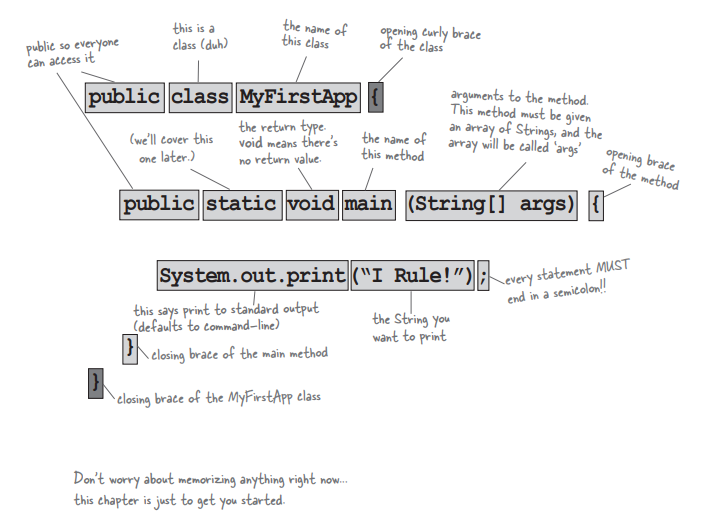 public so everyone
can access it
this is a
class (duh)
the name of
this class
opening curly brace
of the class
public class MyFirstApp {
(we'll cover this
one later.)
the return type.
void means there's
no return value.
the name of
this method
arguments to the method.
This method must be given
an array of Strings, and the
array will be called 'args'
opening brace
of the method
public static void main (String[] args) {
System.out.print(“I Rule!”);
every statement MUST
end in a semicolon!!
this says print to standard output
(defaults to command-line)
the String you
want to print
}
closing brace of the main method
}
closing brace of the MyFirstApp class
Don't worry about memorizing anything right now...
this chapter is just to get you started.